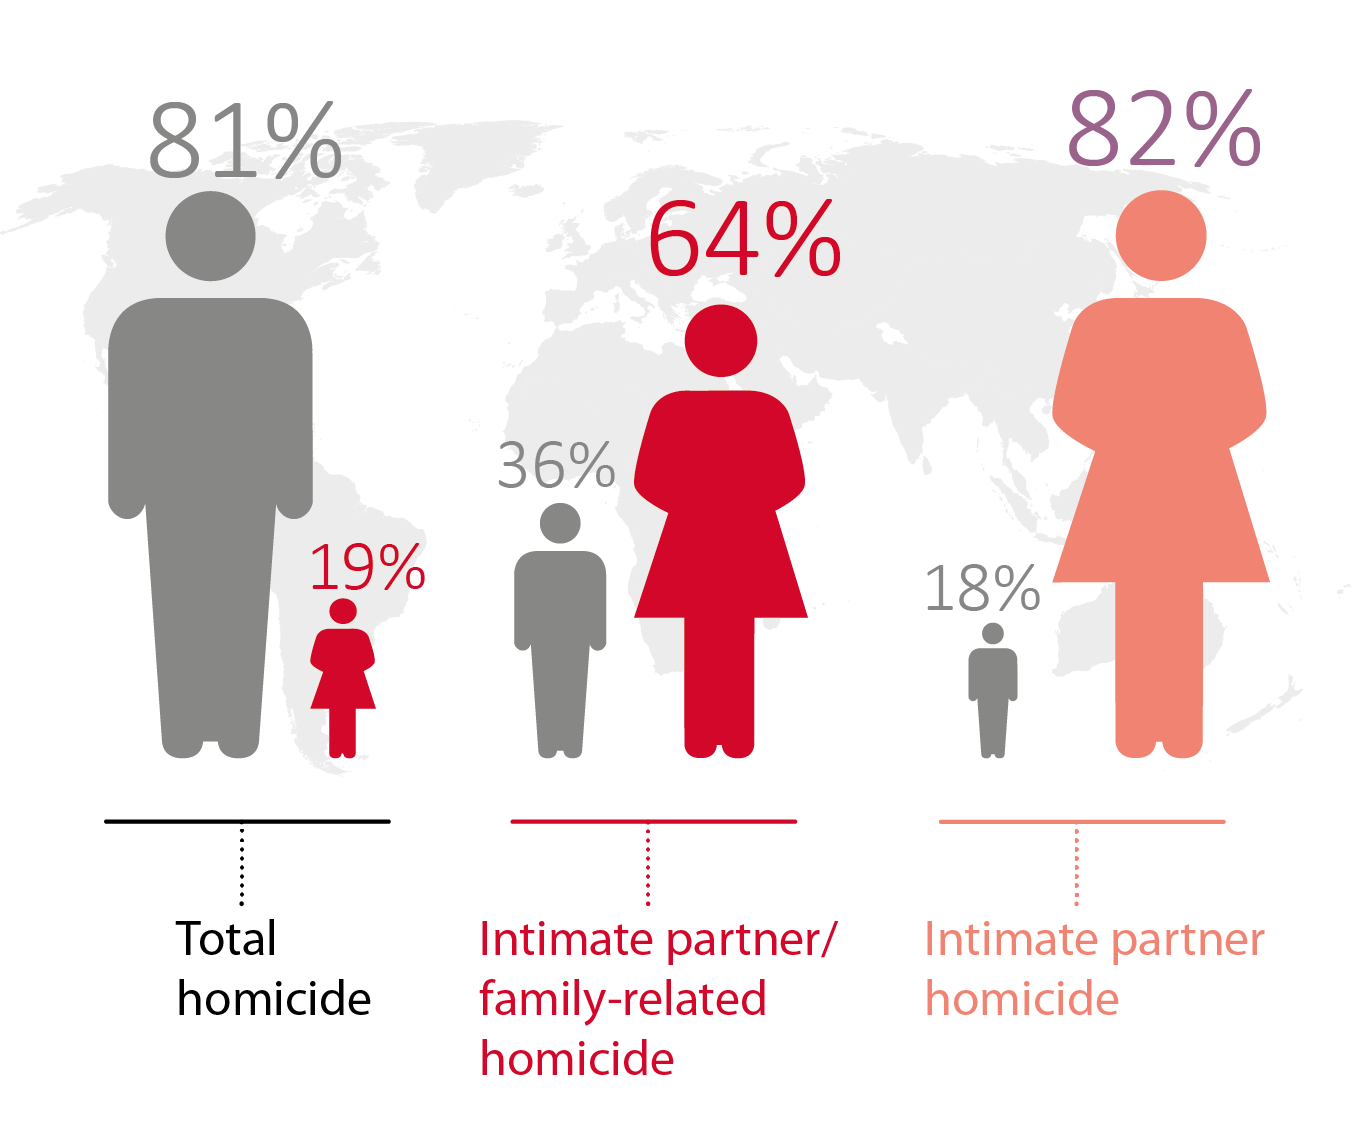 81%
19%
36%
64%
18%
82%
Total
homicide
Intimate partner/
family-related
homicide
Intimate partner
homicide